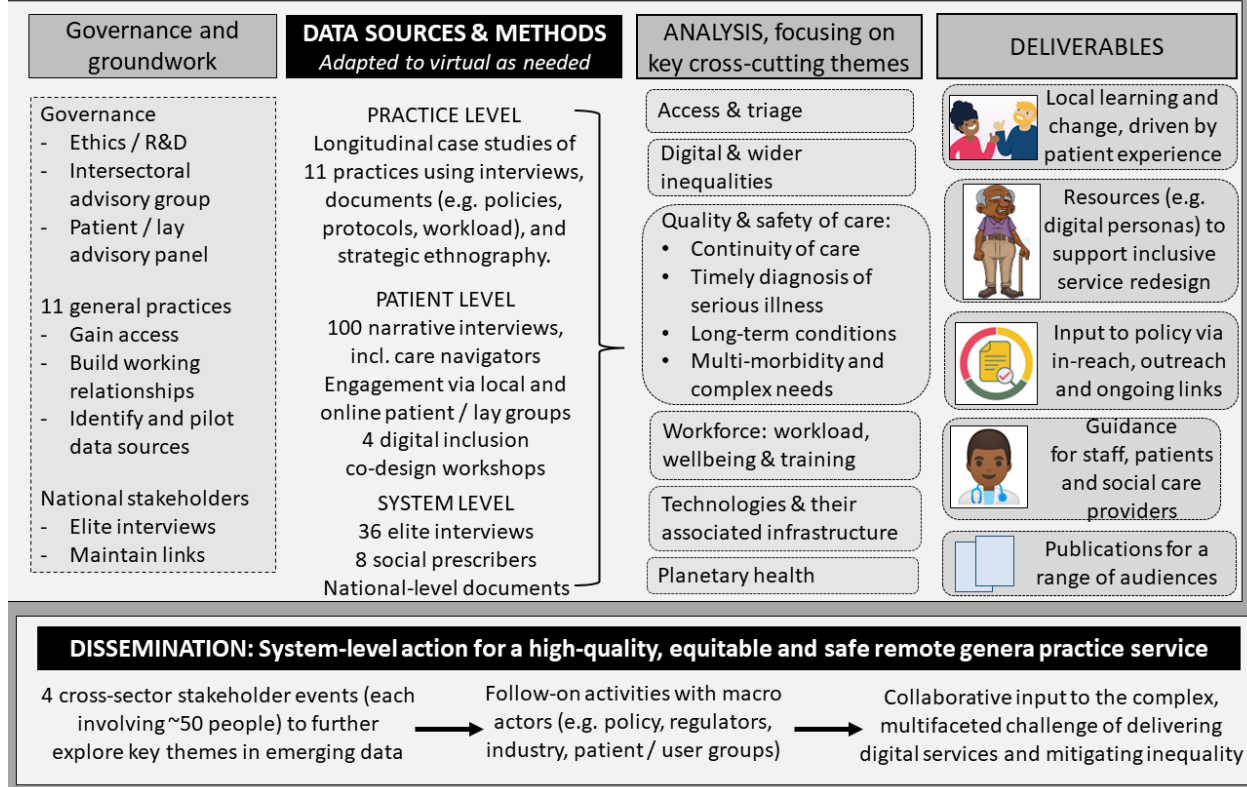 Governance and
groundwork
Governance
- Ethics / R&D
- Intersectoral
advisory group
- Patient / lay
advisory panel
11 general practices
- Gain access
- Build working
relationships
- Identify and pilot
data sources
National stakeholders
- Elite interviews
- Maintain links
DATA SOURCES & METHODS
Adapted to virtual as needed
PRACTICE LEVEL
Longitudinal case studies of
11 practices using interviews,
documents (e.g. policies,
protocols, workload), and
strategic ethnography.
PATIENT LEVEL
100 narrative interviews,
incl. care navigators
Engagement via local and
online patient / lay groups
4 digital inclusion
co-design workshops
SYSTEM LEVEL
36 elite interviews
8 social prescribers
National-level documents
ANALYSIS, focusing on
key cross-cutting themes
Access & triage
Digital & wider
inequalities
Quality & safety of care:
• Continuity of care
• Timely diagnosis of
serious illness
• Long-term conditions
• Multi-morbidity and
complex needs
Workforce: workload,
wellbeing & training
Technologies & their
associated infrastructure
Planetary health
DELIVERABLES
Local learning and
change, driven by
patient experience
Resources (e.g.
digital personas) to
support inclusive
service redesign
Input to policy via
in-reach, outreach
and ongoing links
Guidance
for staff, patients
and social care
providers
Publications for a
range of audiences
DISSEMINATION: System-level action for a high-quality, equitable and safe remote genera practice service
4 cross-sector stakeholder events (each
involving ~50 people) to further
explore key themes in emerging data
Follow-on activities with macro
actors (e.g. policy, regulators,
industry, patient / user groups)
Collaborative input to the complex,
multifaceted challenge of delivering
digital services and mitigating inequality